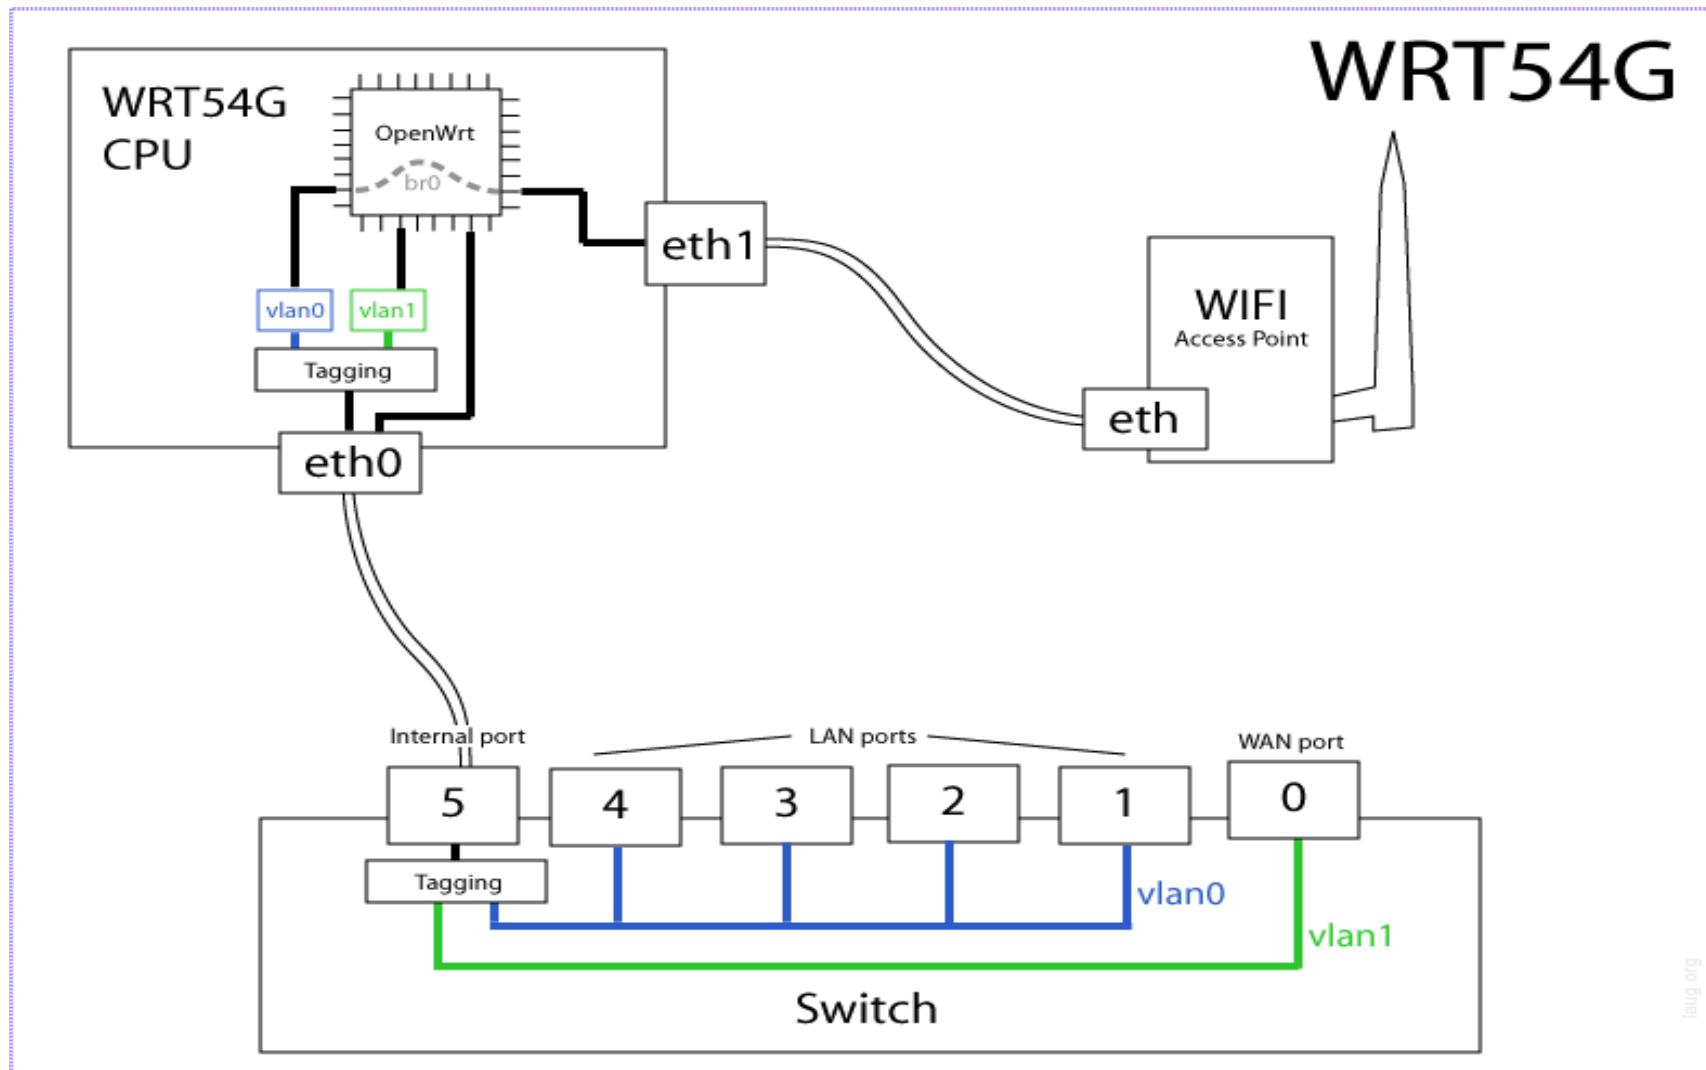 WRT54G
WRT54G
CPU
OpenWrt
br0
eth1
vlan0
vlan1
Tagging
eth0
WIFI
Access Point
eth
Internal port
LAN ports
WAN port
5
4
3
2
1
0
Tagging
vlan0
vlan1
Switch